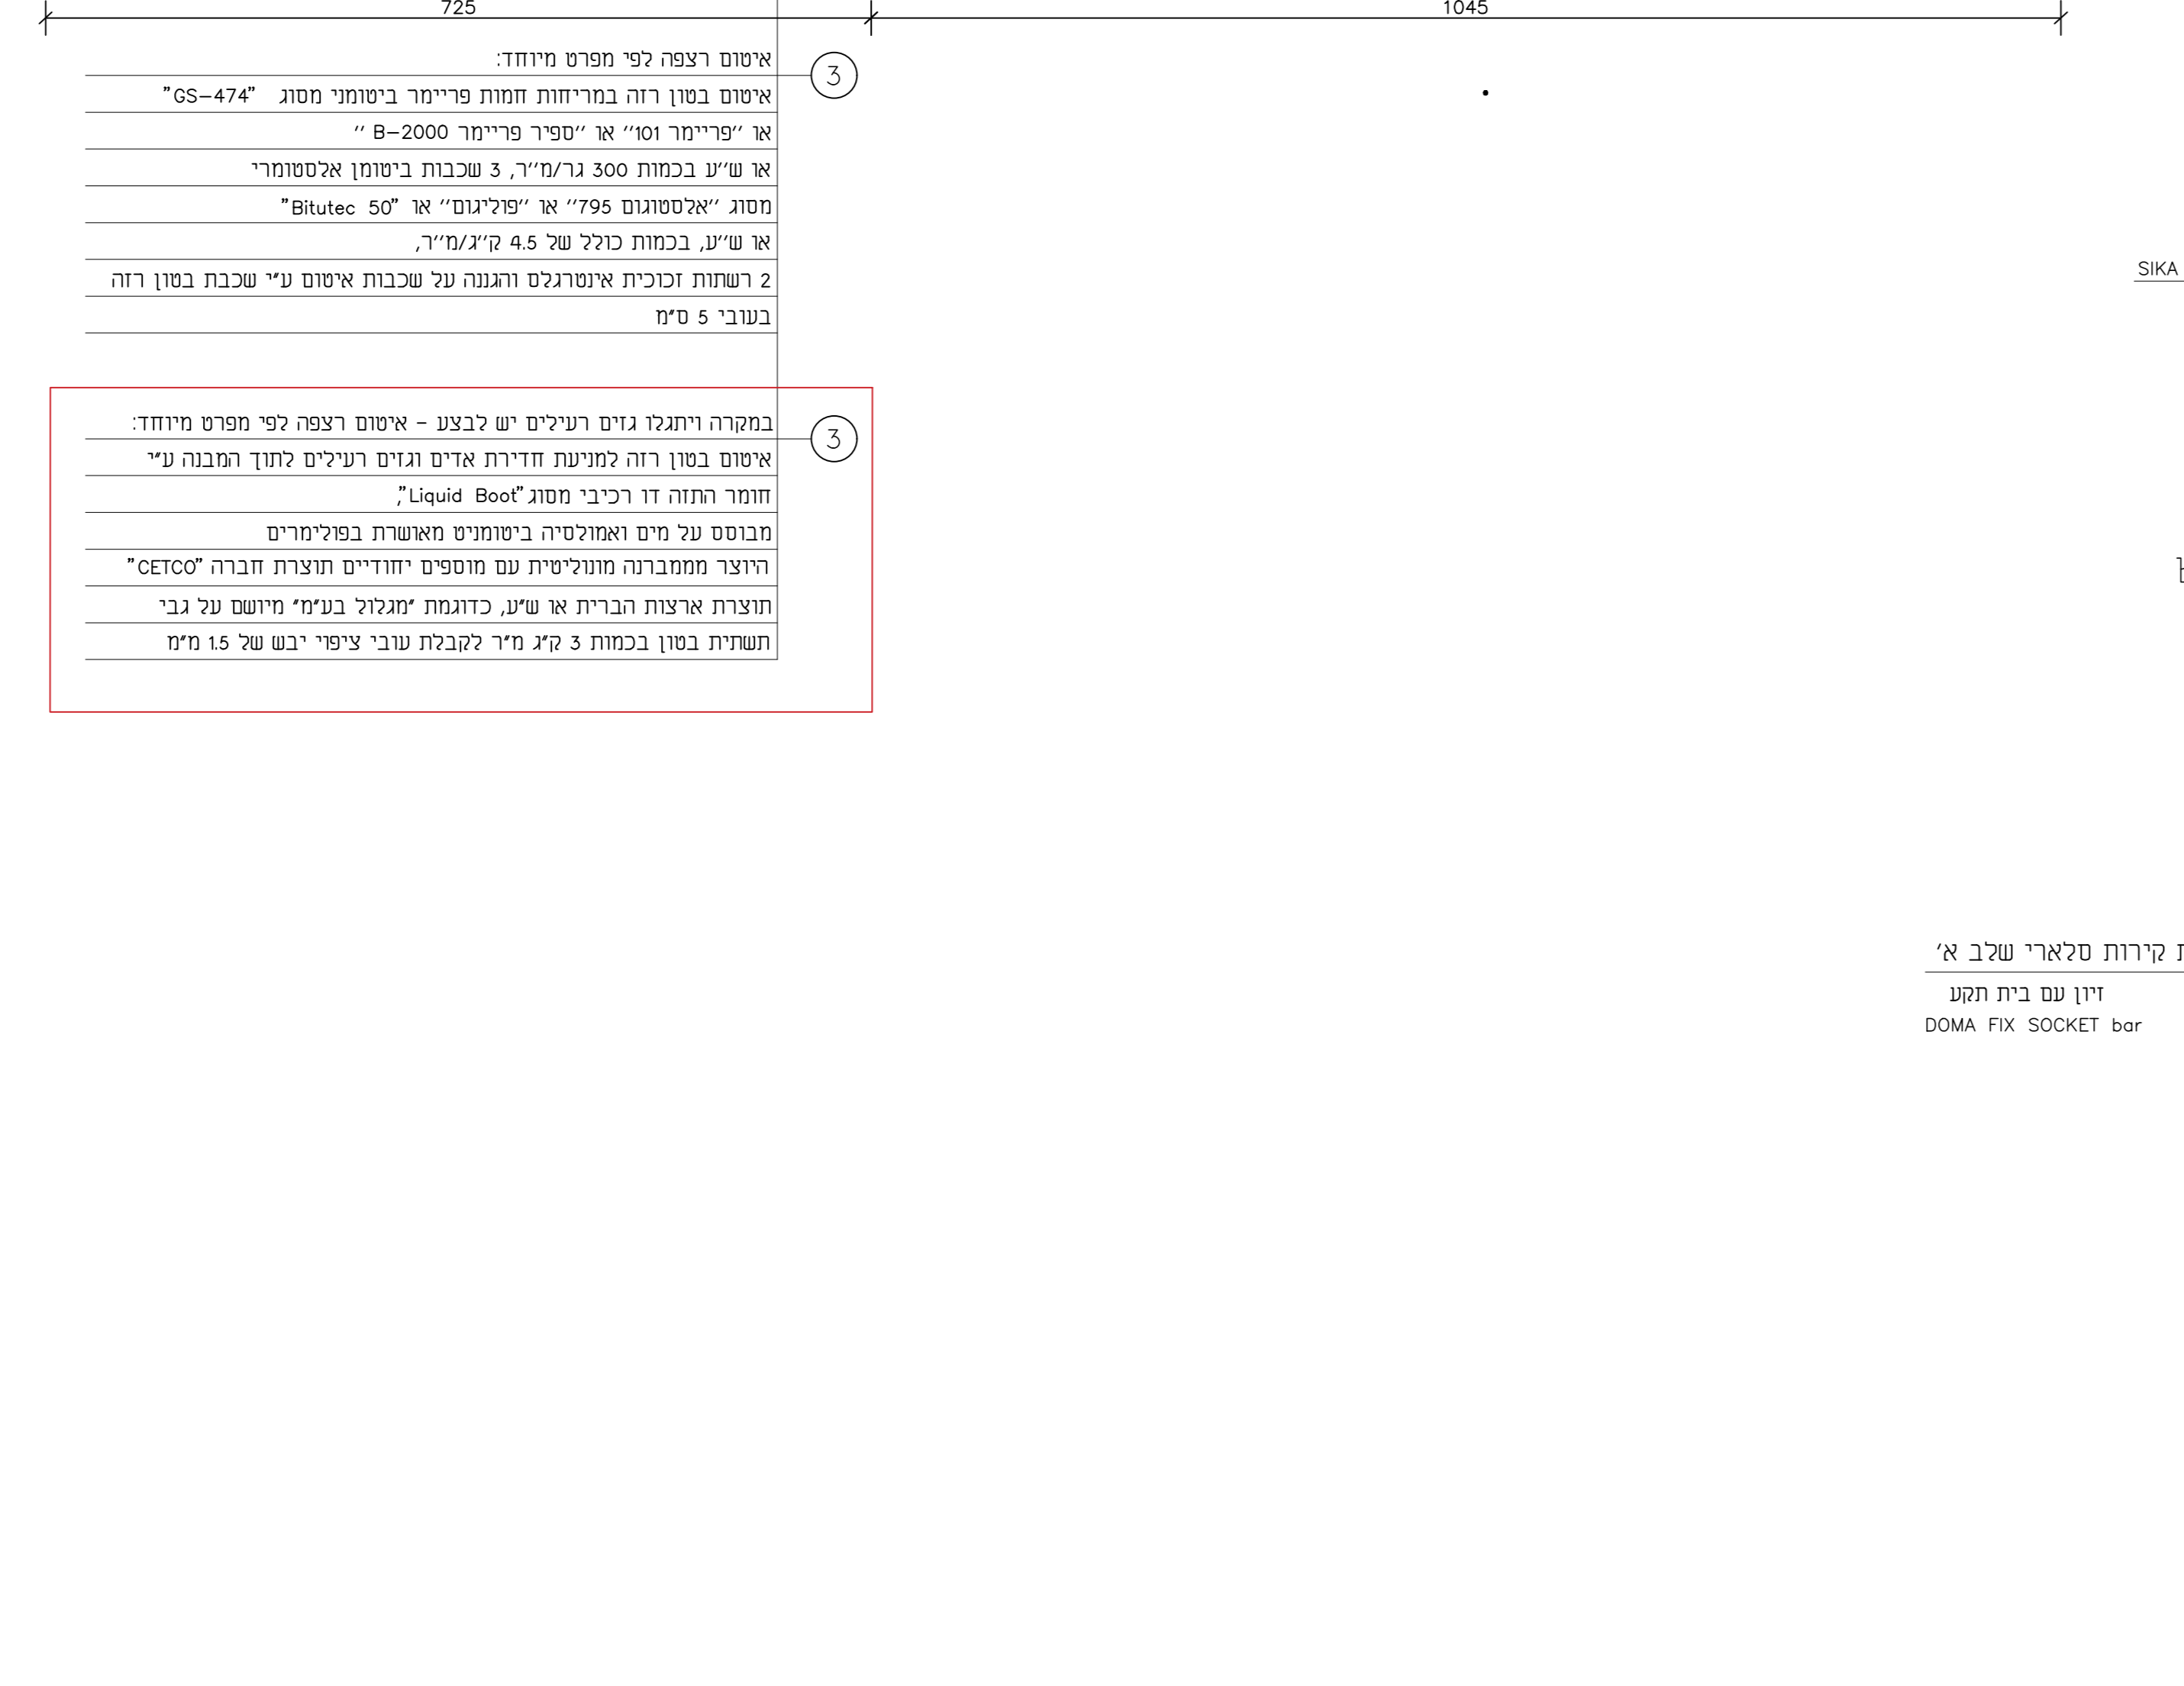 725
1045
איטום רצפה לפי מפרט מיוחד:
3
איטום בטון רזה במריחות חמות פריימר ביטומני מסוג "GS-474"
או ''פריימר 101'' או ''ספיר פריימר B-2000 ''
או ש''ע בכמות 300 גר/מ''ר, 3 שכבות ביטומן אלסטומרי
מסוג ''אלסטוגום 795'' או ''פוליגום'' או "Bitutec 50"
או ש''ע, בכמות כולל של 4.5 ק''ג/מ''ר,
2 רשתות זכוכית אינטרגלס והגננה על שכבות איטום ע"י שכבת בטון רזה
בעובי 5 ס"מ
במקרה ויתגלו גזים רעילים יש לבצע - איטום רצפה לפי מפרט מיוחד:
3
איטום בטון רזה למניעת חדירת אדים וגזים רעילים לתוך המבנה ע"י
חומר התזה דו רכיבי מסוג "Liquid Boot",
מבוסס על מים ואמולסיה ביטומניט מאושרת בפולימרים
היוצר מממברנה מונוליטית עם מוספים יחודיים תוצרת חברה "CETCO"
תוצרת ארצות הברית או ש"ע, כדוגמת "מגלול בע"מ" מיושם על גבי
תשתית בטון בכמות 3 ק"ג מ"ר לקבלת עובי ציפוי יבש של 1.5 מ"מ
SIKA
ת קירות סלארי שלב א'
זיון עם בית תקע
DOMA FIX SOCKET bar